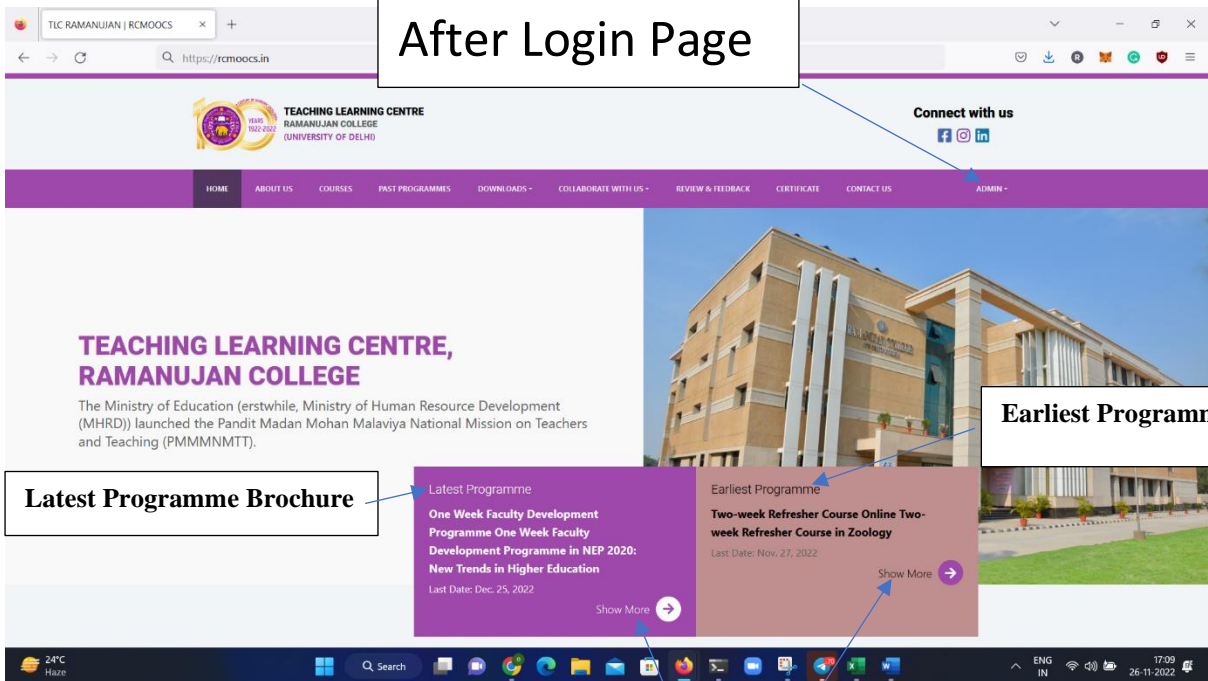 After Login Page
TLC RAMANUJAN | RCMOOCS
https://rcmoocs.in
YEARS
1922-2022
TEACHING LEARNING CENTRE
RAMANUJAN COLLEGE
(UNIVERSITY OF DELHI)
Connect with us
HOME ABOUT US COURSES PAST PROGRAMMES DOWNLOADS COLLABORATE WITH US REVIEW & FEEDBACK CERTIFICATE CONTACT US ADMIN
TEACHING LEARNING CENTRE,
RAMANUJAN COLLEGE
The Ministry of Education (erstwhile, Ministry of Human Resource Development
(MHRD)) launched the Pandit Madan Mohan Malaviya National Mission on Teachers
and Teaching (PMMMNMTT).
Earliest Programm
Latest Programme Brochure
Latest Programme
One Week Faculty Development
Programme One Week Faculty
Development Programme in NEP 2020:
New Trends in Higher Education
Last Date: Dec. 25, 2022
Show More
Earliest Programme
Two-week Refresher Course Online Two-
week Refresher Course in Zoology
Last Date: Nov. 27, 2022
Show More
24°C
Haze
Search
ENG
IN
17:09
26-11-2022